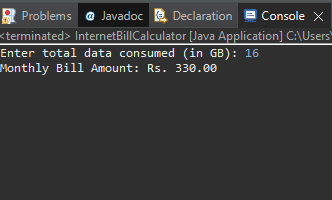 Problems @ Javadoc Declaration Console
<terminated> InternetBillCalculator [Java Application] C:\Users\
Enter total data consumed (in GB): 16
Monthly Bill Amount: Rs. 330.00